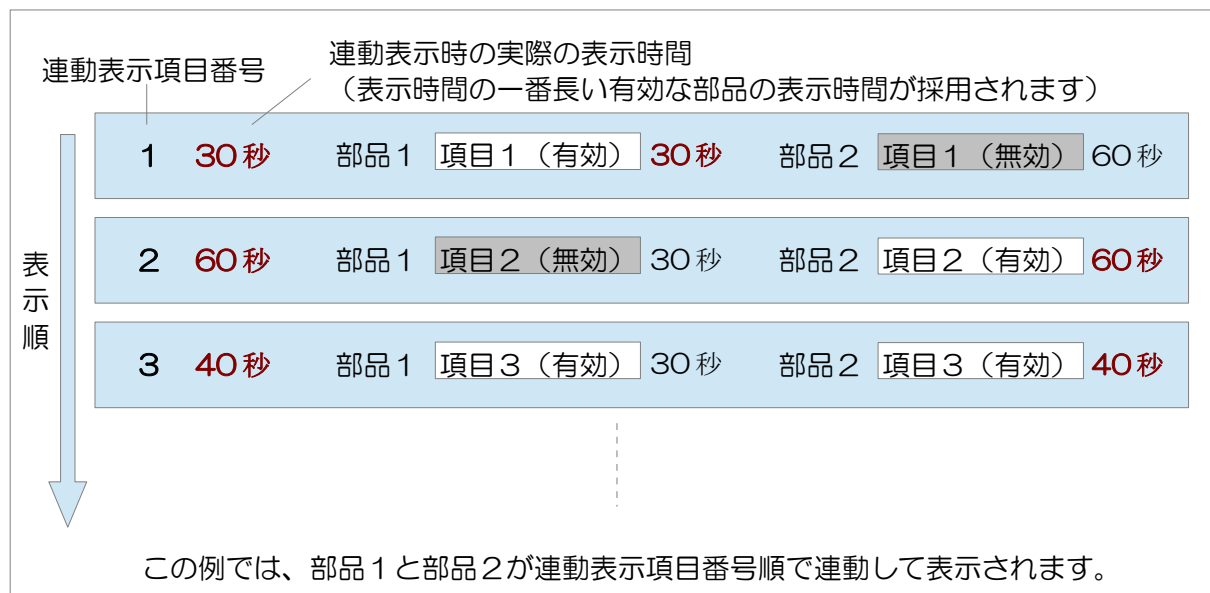 連動表示項目番号
連動表示時の実際の表示時間
（表示時間の一番長い有効な部品の表示時間が採用されます）
1 30秒 部品１ 項目１（有効） 30秒 部品２ 項目１（無効） 60秒
2 60秒 部品１ 項目２（無効） 30秒 部品２ 項目２（有効） 60秒
3 40秒 部品１ 項目３（有効） 30秒 部品２ 項目３（有効） 40秒
表示順
この例では、部品１と部品２が連動表示項目番号順で連動して表示されます。